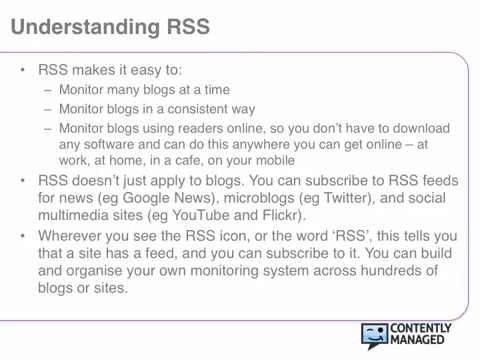 Understanding RSS
• RSS makes it easy to:
– Monitor many blogs at a time
– Monitor blogs in a consistent way
– Monitor blogs using readers online, so you don't have to download
any software and can do this anywhere you can get online – at
work, at home, in a cafe, on your mobile
• RSS doesn't just apply to blogs. You can subscribe to RSS feeds
for news (eg Google News), microblogs (eg Twitter), and social
multimedia sites (eg YouTube and Flickr).
• Wherever you see the RSS icon, or the word 'RSS', this tells you
that a site has a feed, and you can subscribe to it. You can build
and organise your own monitoring system across hundreds of
blogs or sites.
CONTENTLY
MANAGED